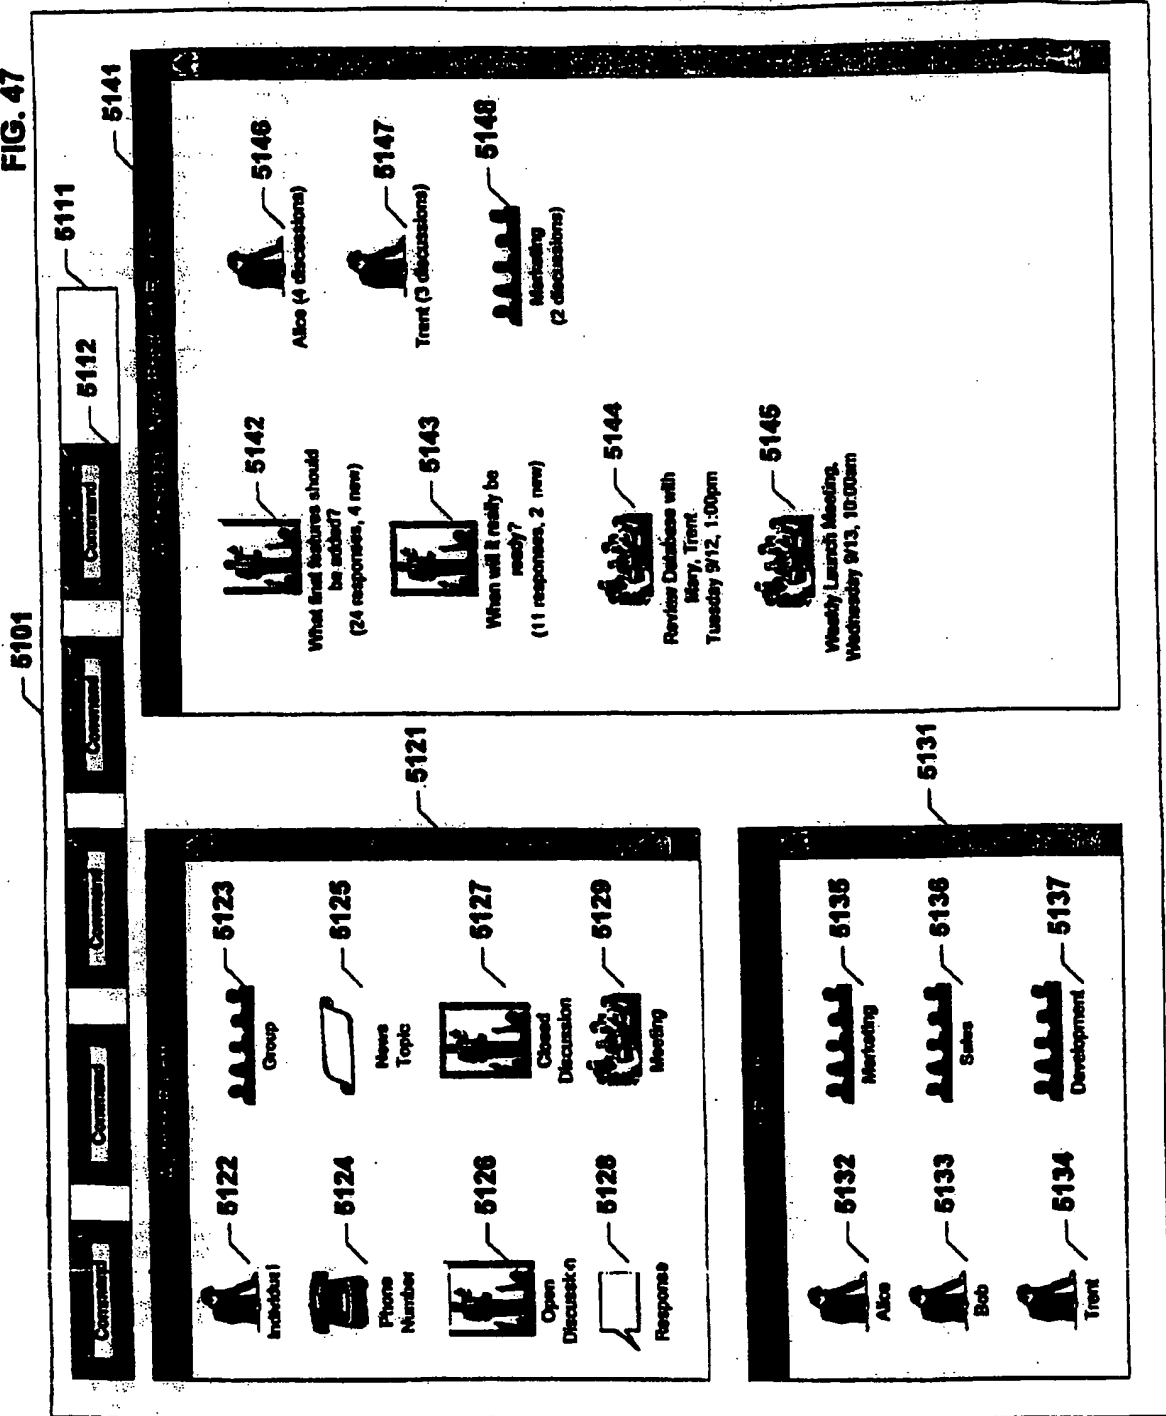 FIG. 47
5101
5111
Command
Command
Command
Command
Command
5112
5141
5121
5122
Individual
5123
Group
5124
Phone
Number
5125
News
Topic
5126
Open
Discussion
5127
Closed
Discussion
5128
Response
5129
Meeting
5131
5132
Alice
5133
Bob
5134
Trent
5135
Marketing
5136
Sales
5137
Development
5142
What final features should
be added?
(24 responses, 4 new)
5143
When will it really be
ready?
(11 responses, 2 new)
5144
Review Database with
Mary, Trent
Tuesday 9/12, 1:00pm
5145
Weekly Launch Meeting,
Wednesday 9/13, 10:00am
5146
Alice (4 discussions)
5147
Trent (3 discussions)
5148
Marketing
(2 discussions)